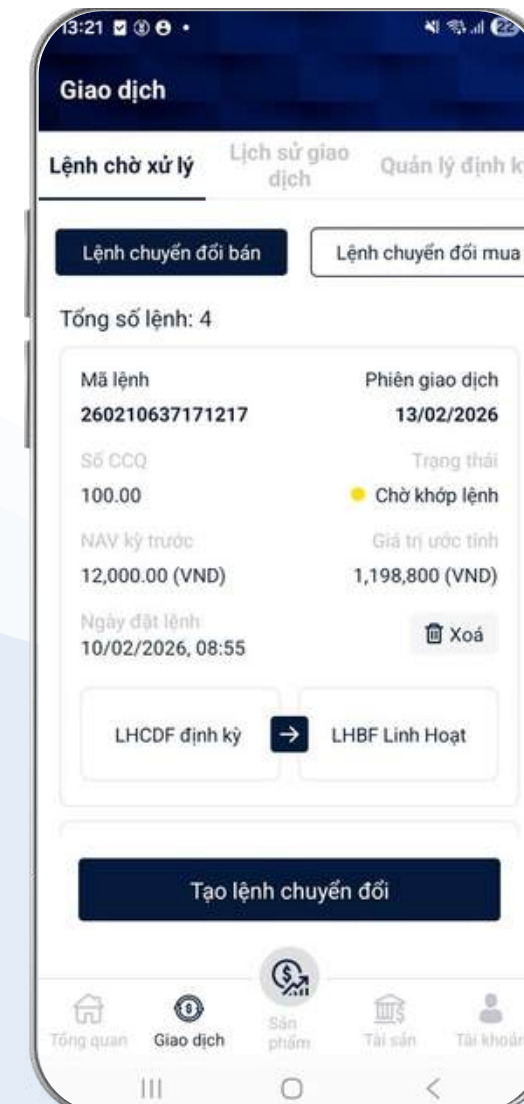 13:21
22
Giao dịch
Lệnh chờ xử lý
Lịch sử giao
dịch
Quản lý định k
Lệnh chuyển đổi bán
Lệnh chuyển đổi mua
Tổng số lệnh: 4
Mã lệnh
Phiên giao dịch
260210637171217
13/02/2026
Số CCQ
Trạng thái
100.00
Chờ khớp lệnh
NAV kỳ trước
Giá trị ước tính
12,000.00 (VND)
1,198,800 (VND)
Ngày đặt lệnh
10/02/2026, 08:55
Xoá
LHCDF định kỳ
LHBF Linh Hoạt
Tạo lệnh chuyển đổi
Tổng quan
Giao dịch
Sản
phẩm
Tài sản
Tài khoản